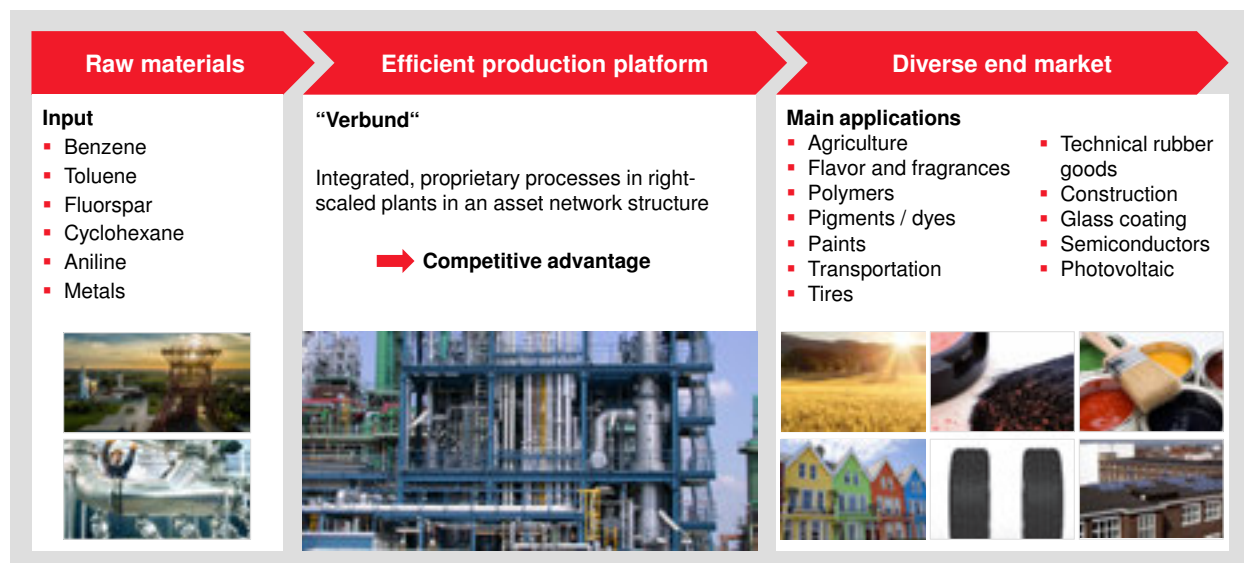 Raw materials
Efficient production platform
Diverse end market
Input
▪ Benzene
▪ Toluene
▪ Fluorspar
▪ Cyclohexane
▪ Aniline
▪ Metals
“Verbund“
Integrated, proprietary processes in right-
scaled plants in an asset network structure
Competitive advantage
Main applications
▪ Agriculture
▪ Flavor and fragrances
▪ Polymers
▪ Pigments / dyes
▪ Paints
▪ Transportation
▪ Tires
▪ Technical rubber
goods
▪ Construction
▪ Glass coating
▪ Semiconductors
▪ Photovoltaic